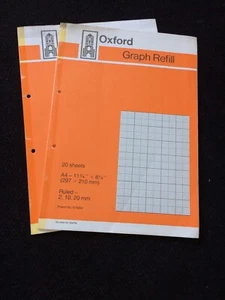 Oxford
Graph Refill
20 sheets
A4 – 11¾" × 8¼"
(297 × 210 mm)
Ruled –
2, 10, 20 mm